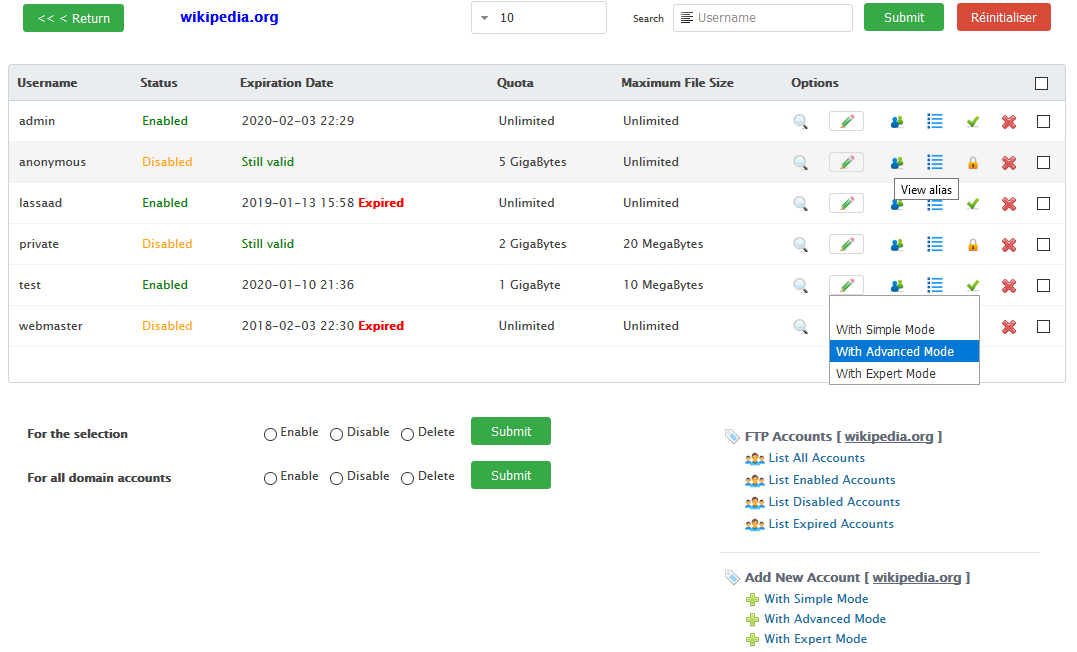 << < Return wikipedia.org 10 Search Username Submit Réinitialiser
Username Status Expiration Date Quota Maximum File Size Options
admin Enabled 2020-02-03 22:29 Unlimited Unlimited
anonymous Disabled Still valid 5 GigaBytes Unlimited
View alias
lassaad Enabled 2019-01-13 15:58 Expired Unlimited Unlimited
private Disabled Still valid 2 GigaBytes 20 MegaBytes
test Enabled 2020-01-10 21:36 1 GigaByte 10 MegaBytes
webmaster Disabled 2018-02-03 22:30 Expired Unlimited Unlimited
With Simple Mode
With Advanced Mode
With Expert Mode
For the selection Enable Disable Delete Submit
For all domain accounts Enable Disable Delete Submit
FTP Accounts [ wikipedia.org ]
List All Accounts
List Enabled Accounts
List Disabled Accounts
List Expired Accounts
Add New Account [ wikipedia.org ]
With Simple Mode
With Advanced Mode
With Expert Mode